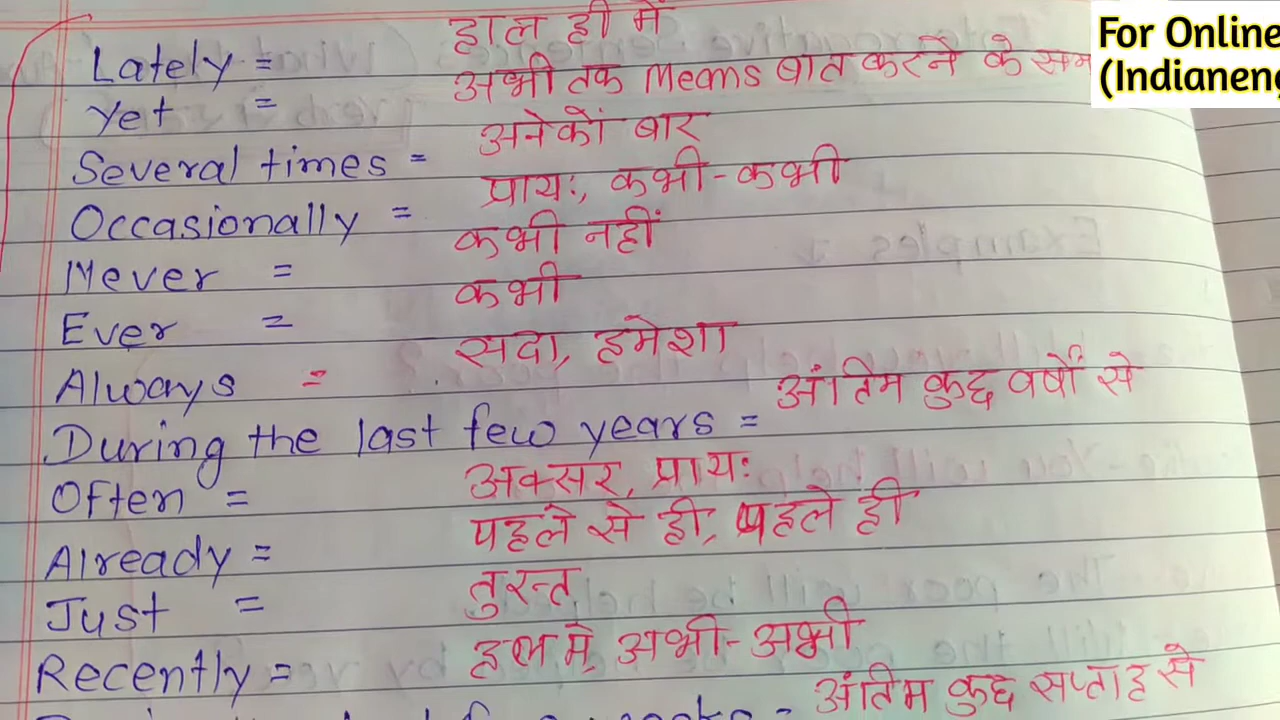 Lately = हाल ही में
Yet = अभी तक Means बात करने के सम
Several times = अनेकों बार
Occasionally = प्रायः, कभी-कभी
Never = कभी नहीं
Ever = कभी
Always = सदा, हमेशा
During the last few years = अंतिम कुछ वर्षों से
Often = अक्सर, प्रायः
Already = पहले से ही, पहले ही
Just = तुरन्त
Recently = हाल मे, अभी-अभी
अंतिम कुछ सप्ताह से
For Online
(Indianeng